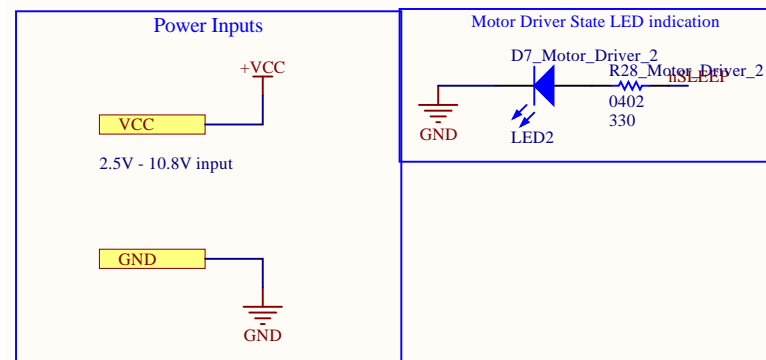 Power Inputs
+VCC
VCC
2.5V - 10.8V input
GND
GND
Motor Driver State LED indication
D7_Motor_Driver_2
R28_Motor_Driver_2
nSLEEP
0402
330
GND
LED2